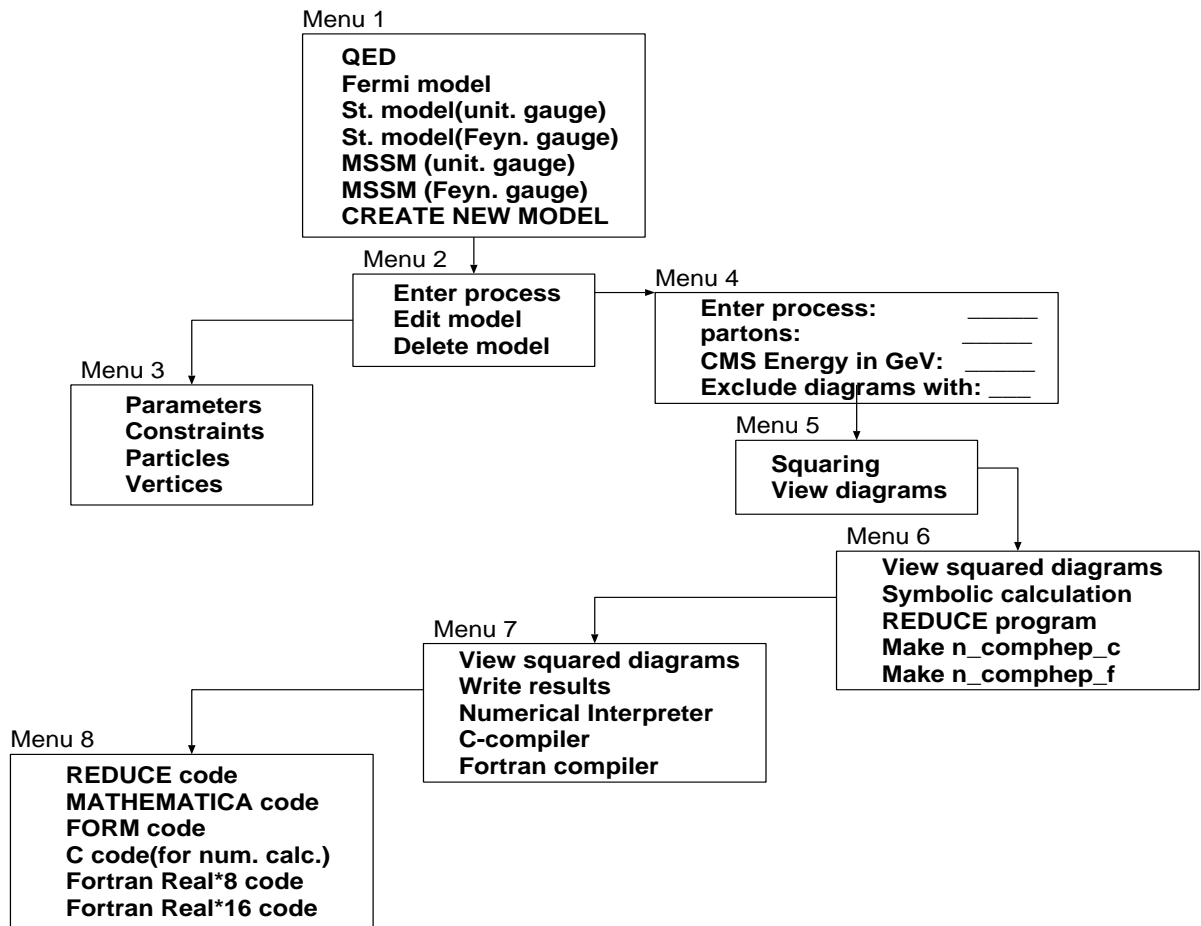 Menu 1
QED
Fermi model
St. model(unit. gauge)
St. model(Feyn. gauge)
MSSM (unit. gauge)
MSSM (Feyn. gauge)
CREATE NEW MODEL
Menu 2
Enter process
Edit model
Delete model
Menu 3
Parameters
Constraints
Particles
Vertices
Menu 4
Enter process: _____
partons: _____
CMS Energy in GeV: _____
Exclude diagrams with: ___
Menu 5
Squaring
View diagrams
Menu 6
View squared diagrams
Symbolic calculation
REDUCE program
Make n_comphep_c
Make n_comphep_f
Menu 7
View squared diagrams
Write results
Numerical Interpreter
C-compiler
Fortran compiler
Menu 8
REDUCE code
MATHEMATICA code
FORM code
C code(for num. calc.)
Fortran Real*8 code
Fortran Real*16 code